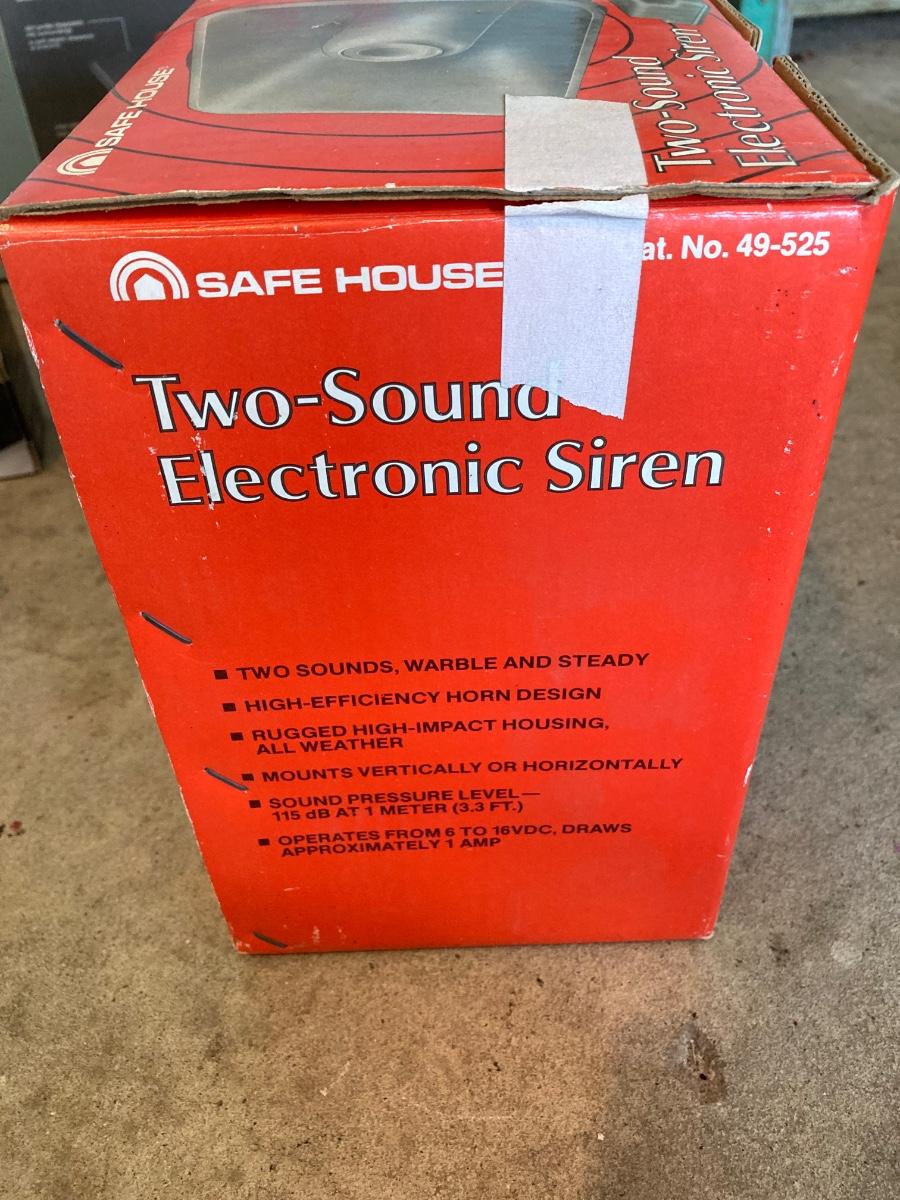 SAFE HOUSE
Two-Sound
Electronic Siren
SAFE HOUSE
at. No. 49-525
Two-Sound
Electronic Siren
■ TWO SOUNDS, WARBLE AND STEADY
■ HIGH-EFFICIENCY HORN DESIGN
■ RUGGED HIGH-IMPACT HOUSING,
ALL WEATHER
■ MOUNTS VERTICALLY OR HORIZONTALLY
■ SOUND PRESSURE LEVEL—
115 dB AT 1 METER (3.3 FT.)
■ OPERATES FROM 6 TO 16VDC, DRAWS
APPROXIMATELY 1 AMP